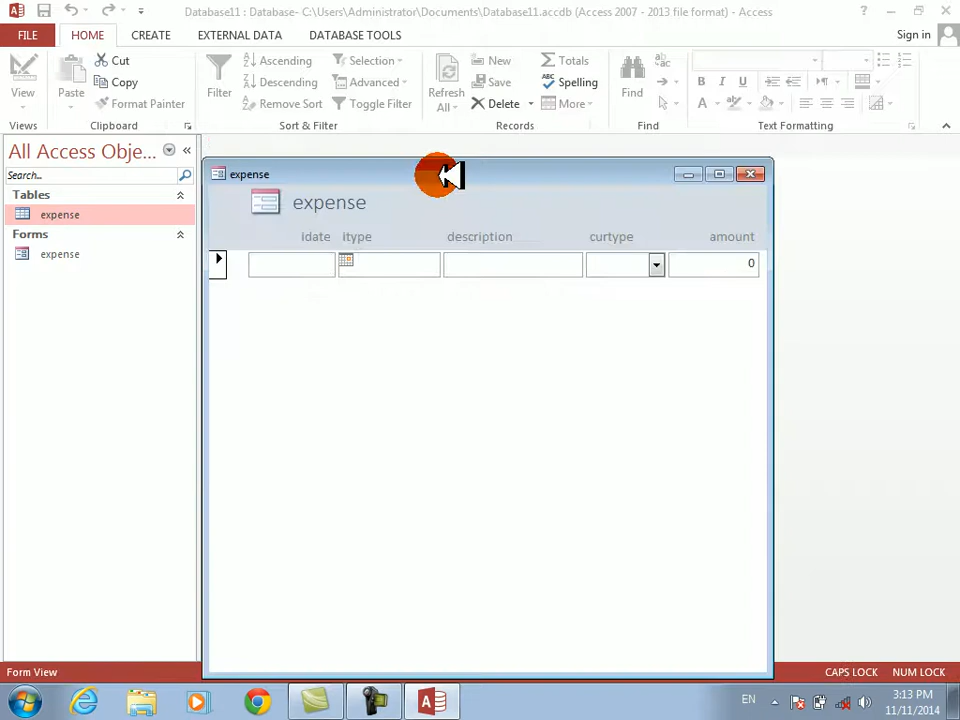 Database11 : Database- C:\Users\Administrator\Documents\Database11.accdb (Access 2007 - 2013 file format) - Access
FILE HOME CREATE EXTERNAL DATA DATABASE TOOLS Sign in
View Paste Cut Copy Format Painter
Filter Ascending Descending Remove Sort Selection Advanced Toggle Filter
Refresh All New Save Delete Totals Spelling More
Find
Views Clipboard Sort & Filter Records Find Text Formatting
All Access Obje...
Search...
Tables
expense
Forms
expense
expense
expense
Idate Itype description curtype amount
0
Form View CAPS LOCK NUM LOCK
EN 3:13 PM
11/11/2014